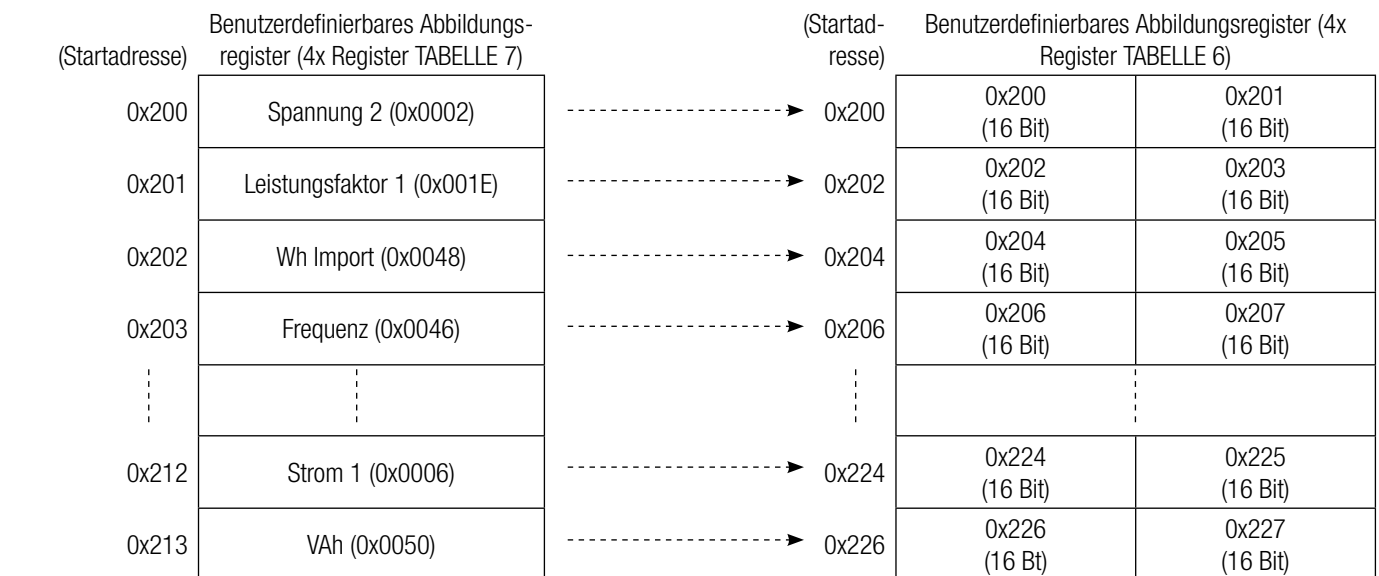 (Startadresse)
Benutzerdefinierbares Abbildungs-
register (4x Register TABELLE 7)
(Startad-
resse)
Benutzerdefinierbares Abbildungsregister (4x
Register TABELLE 6)
0x200
Spannung 2 (0x0002)
0x200
0x200
(16 Bit)
0x201
(16 Bit)
0x201
Leistungsfaktor 1 (0x001E)
0x202
0x202
(16 Bit)
0x203
(16 Bit)
0x202
Wh Import (0x0048)
0x204
0x204
(16 Bit)
0x205
(16 Bit)
0x203
Frequenz (0x0046)
0x206
0x206
(16 Bit)
0x207
(16 Bit)
0x212
Strom 1 (0x0006)
0x224
0x224
(16 Bit)
0x225
(16 Bit)
0x213
VAh (0x0050)
0x226
0x226
(16 Bt)
0x227
(16 Bit)